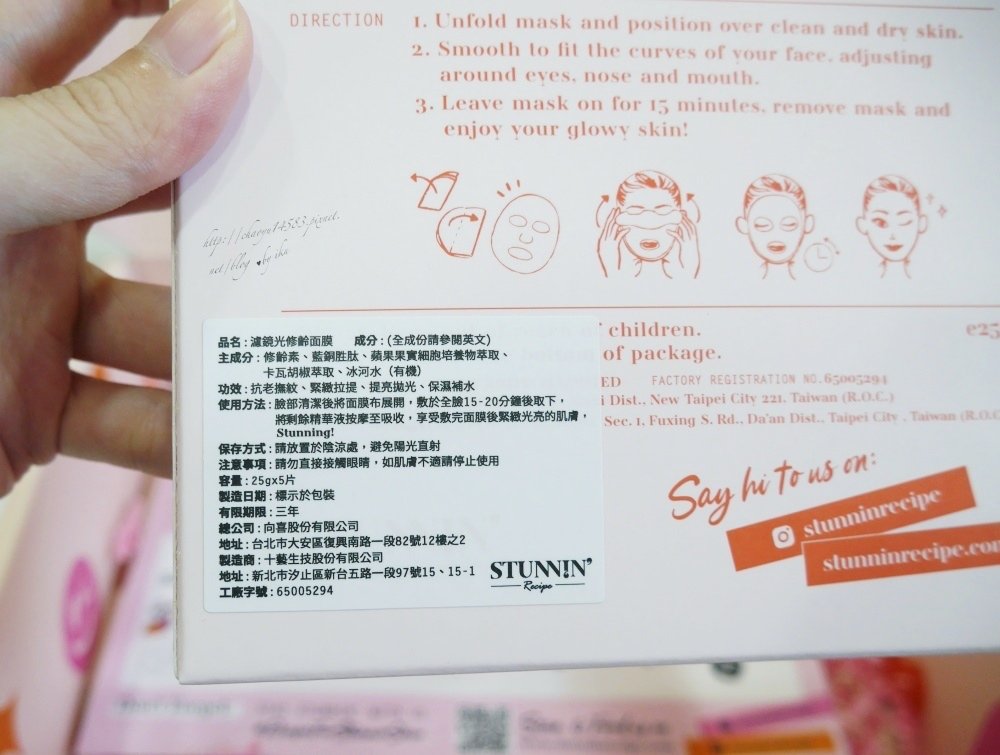 DIRECTION
1. Unfold mask and position over clean and dry skin.
2. Smooth to fit the curves of your face, adjusting
around eyes, nose and mouth.
3. Leave mask on for 15 minutes, remove mask and
enjoy your glowy skin!
http://chaoyu94583.pixnet.
net/blog ♥by ika
children.
e25
of package.
ED FACTORY REGISTRATION NO.65005294
i Dist., New Taipei City 221, Taiwan (R.O.C.)
Sec. 1, Fuxing S. Rd., Da'an Dist., Taipei City , Taiwan (R.O.C
品名：濾鏡光修齡面膜 成分：(全成份請參閱英文)
主成分：修齡素、藍銅胜肽、蘋果果實細胞培養物萃取、
卡瓦胡椒萃取、冰河水（有機）
功效：抗老撫紋、緊緻拉提、提亮拋光、保濕補水
使用方法：臉部清潔後將面膜布展開，敷於全臉15-20分鐘後取下，
將剩餘精華液按摩至吸收，享受敷完面膜後緊緻光亮的肌膚，
Stunning!
保存方式：請放置於陰涼處，避免陽光直射
注意事項：請勿直接接觸眼睛，如肌膚不適請停止使用
容量：25gx5片
製造日期：標示於包裝
有限期限：三年
總公司：向喜股份有限公司
地址：台北市大安區復興南路一段82號12樓之2
製造商：十藝生技股份有限公司
地址：新北市汐止區新台五路一段97號15、15-1
工廠字號：65005294
STUNN!N'
Recipe
Say hi to us on:
stunninrecipe
stunninrecipe.co